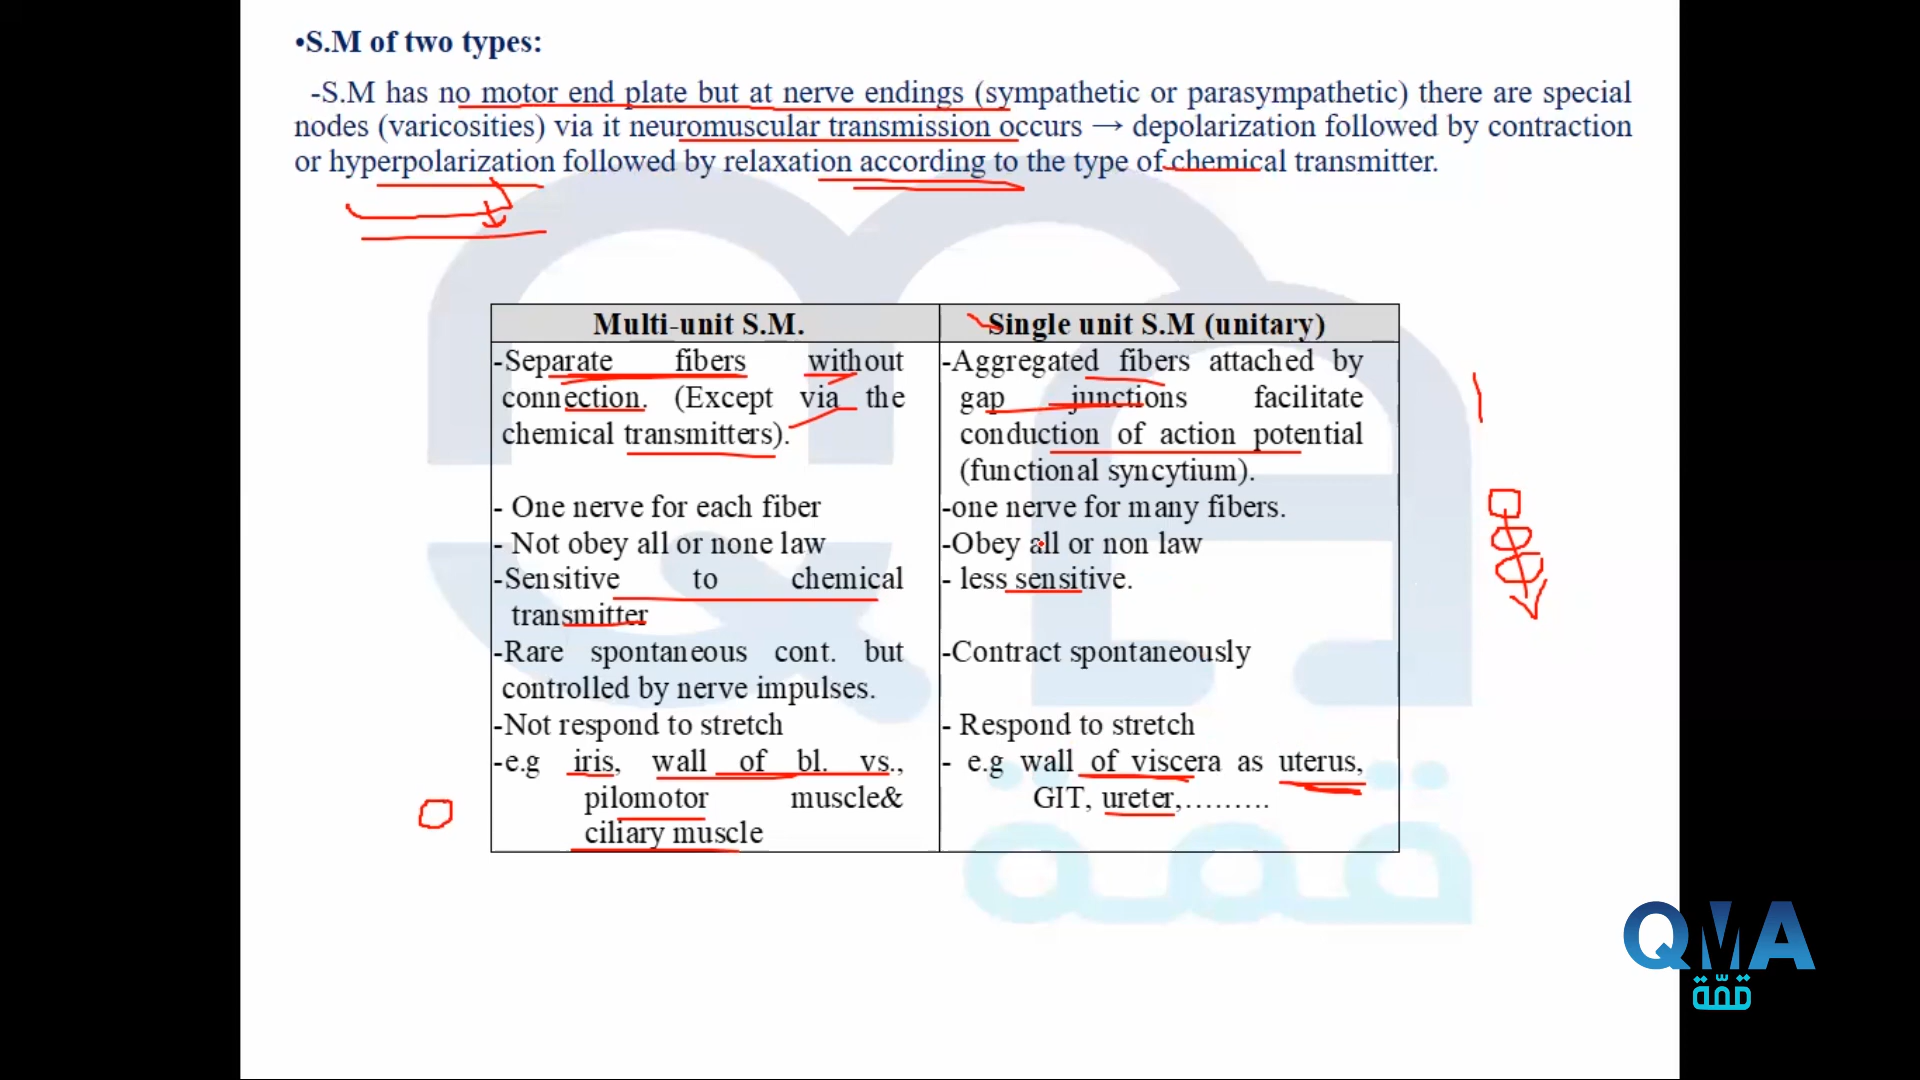 •S.M of two types:
-S.M has no motor end plate but at nerve endings (sympathetic or parasympathetic) there are special
nodes (varicosities) via it neuromuscular transmission occurs → depolarization followed by contraction
or hyperpolarization followed by relaxation according to the type of chemical transmitter.
Multi-unit S.M.
-Separate fibers without
connection. (Except via the
chemical transmitters).
- One nerve for each fiber
- Not obey all or none law
-Sensitive to chemical
transmitter
-Rare spontaneous cont. but
controlled by nerve impulses.
-Not respond to stretch
-e.g iris, wall of bl. vs.,
pilomotor muscle&
ciliary muscle
Single unit S.M (unitary)
-Aggregated fibers attached by
gap junctions facilitate
conduction of action potential
(functional syncytium).
-one nerve for many fibers.
-Obey all or non law
- less sensitive.
-Contract spontaneously
- Respond to stretch
- e.g wall of viscera as uterus,
GIT, ureter,.........
قمة
QMA
قمّة